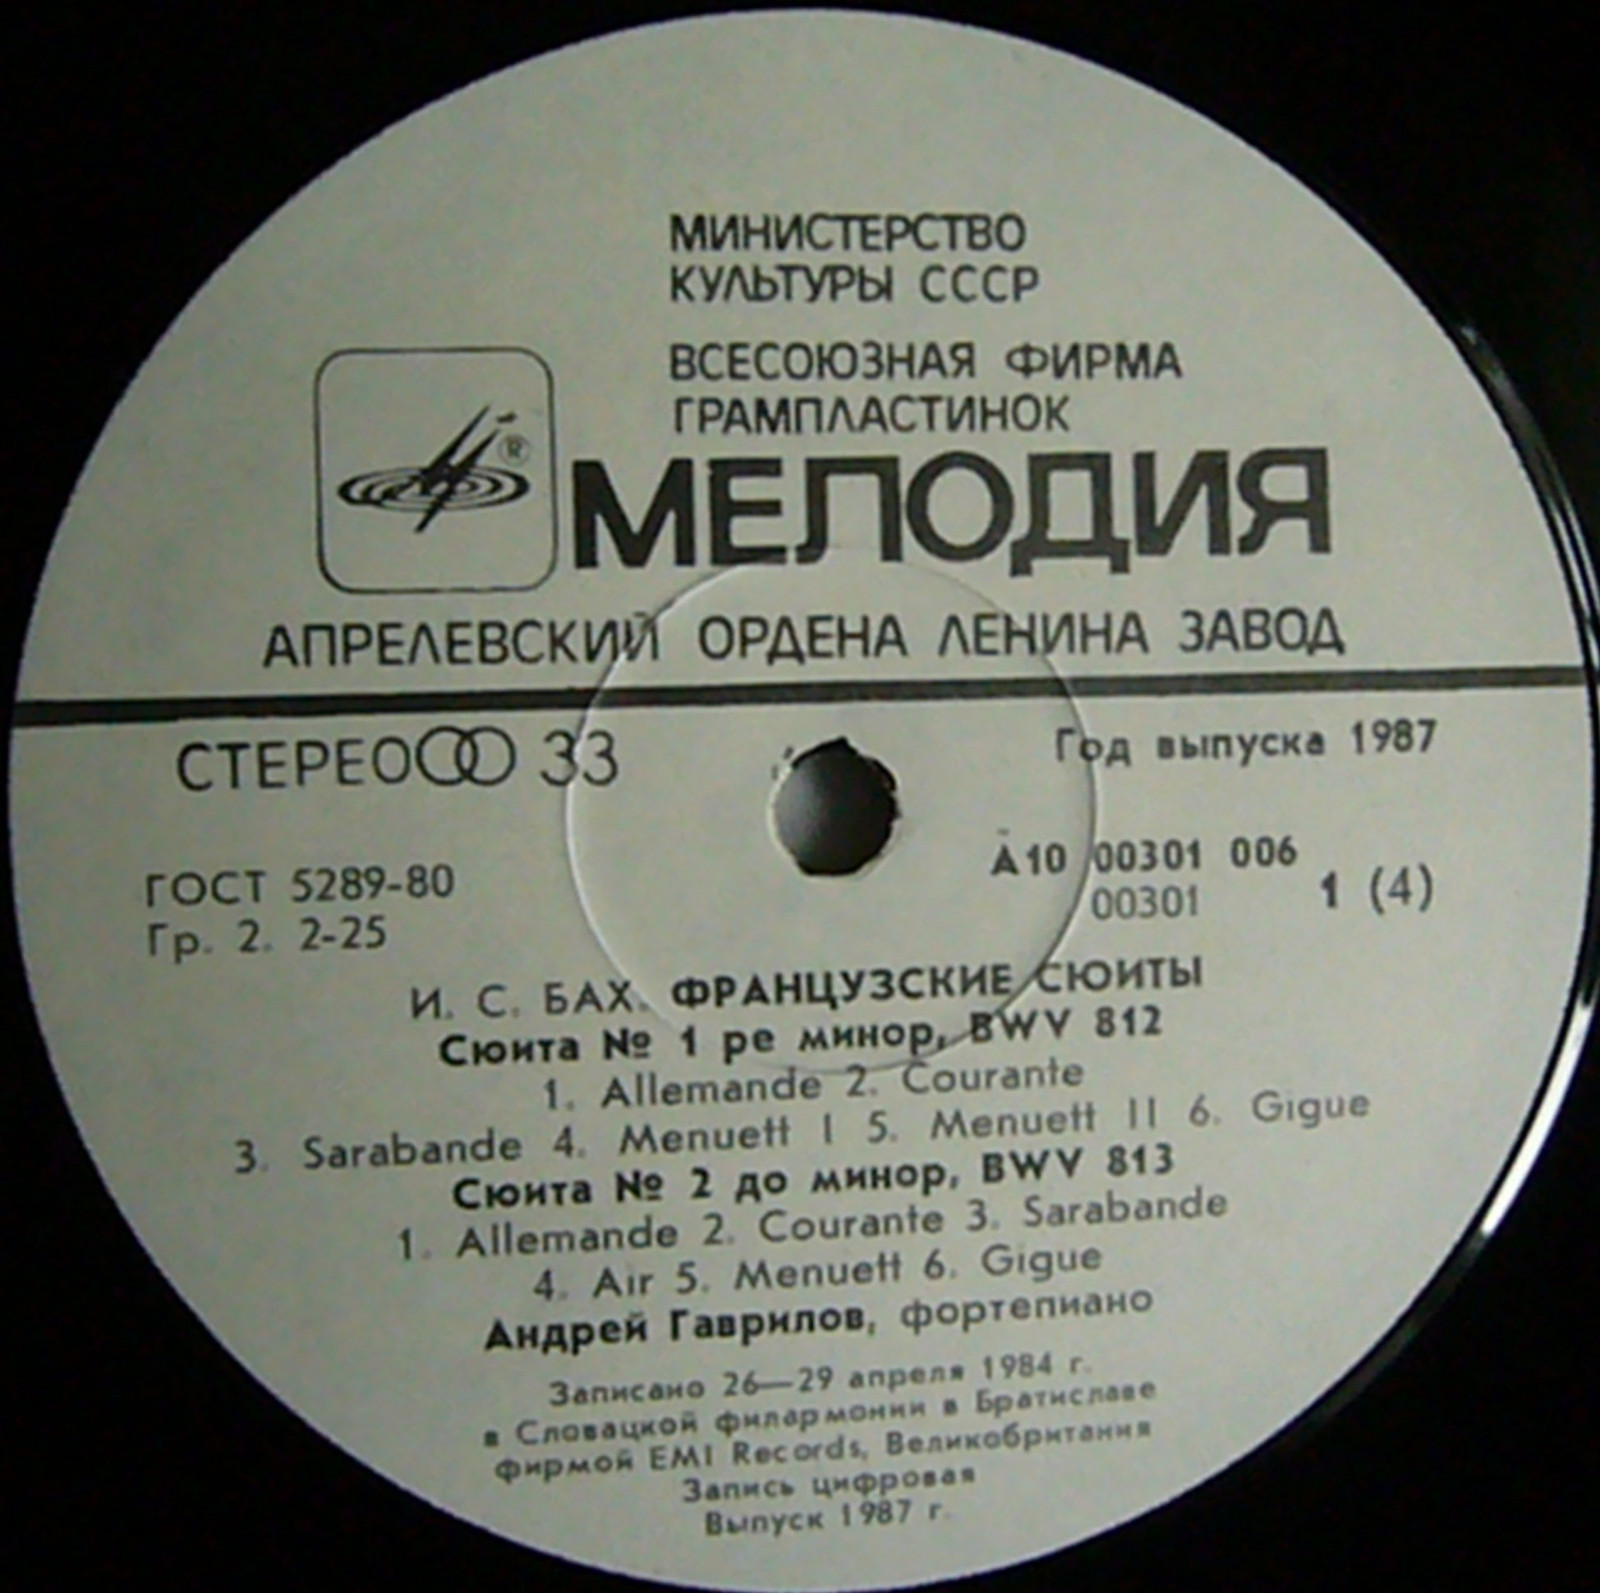 МИНИСТЕРСТВО
КУЛЬТУРЫ СССР
ВСЕСОЮЗНАЯ ФИРМА
ГРАМПЛАСТИНОК
®
МЕЛОДИЯ
АПРЕЛЕВСКИЙ ОРДЕНА ЛЕНИНА ЗАВОД
СТЕРЕО 33
Год выпуска 1987
ГОСТ 5289-80
Гр. 2. 2-25
А10 00301 006
00301
1 (4)
И. С. БАХ. ФРАНЦУЗСКИЕ СЮИТЫ
Сюита № 1 ре минор, BWV 812
1. Allemande 2. Courante
3. Sarabande 4. Menuett I 5. Menuett II 6. Gigue
Сюита № 2 до минор, BWV 813
1. Allemande 2. Courante 3. Sarabande
4. Air 5. Menuett 6. Gigue
Андрей Гаврилов, фортепиано
Записано 26—29 апреля 1984 г.
в Словацкой филармонии в Братиславе
фирмой EMI Records, Великобритания
Запись цифровая
Выпуск 1987 г.